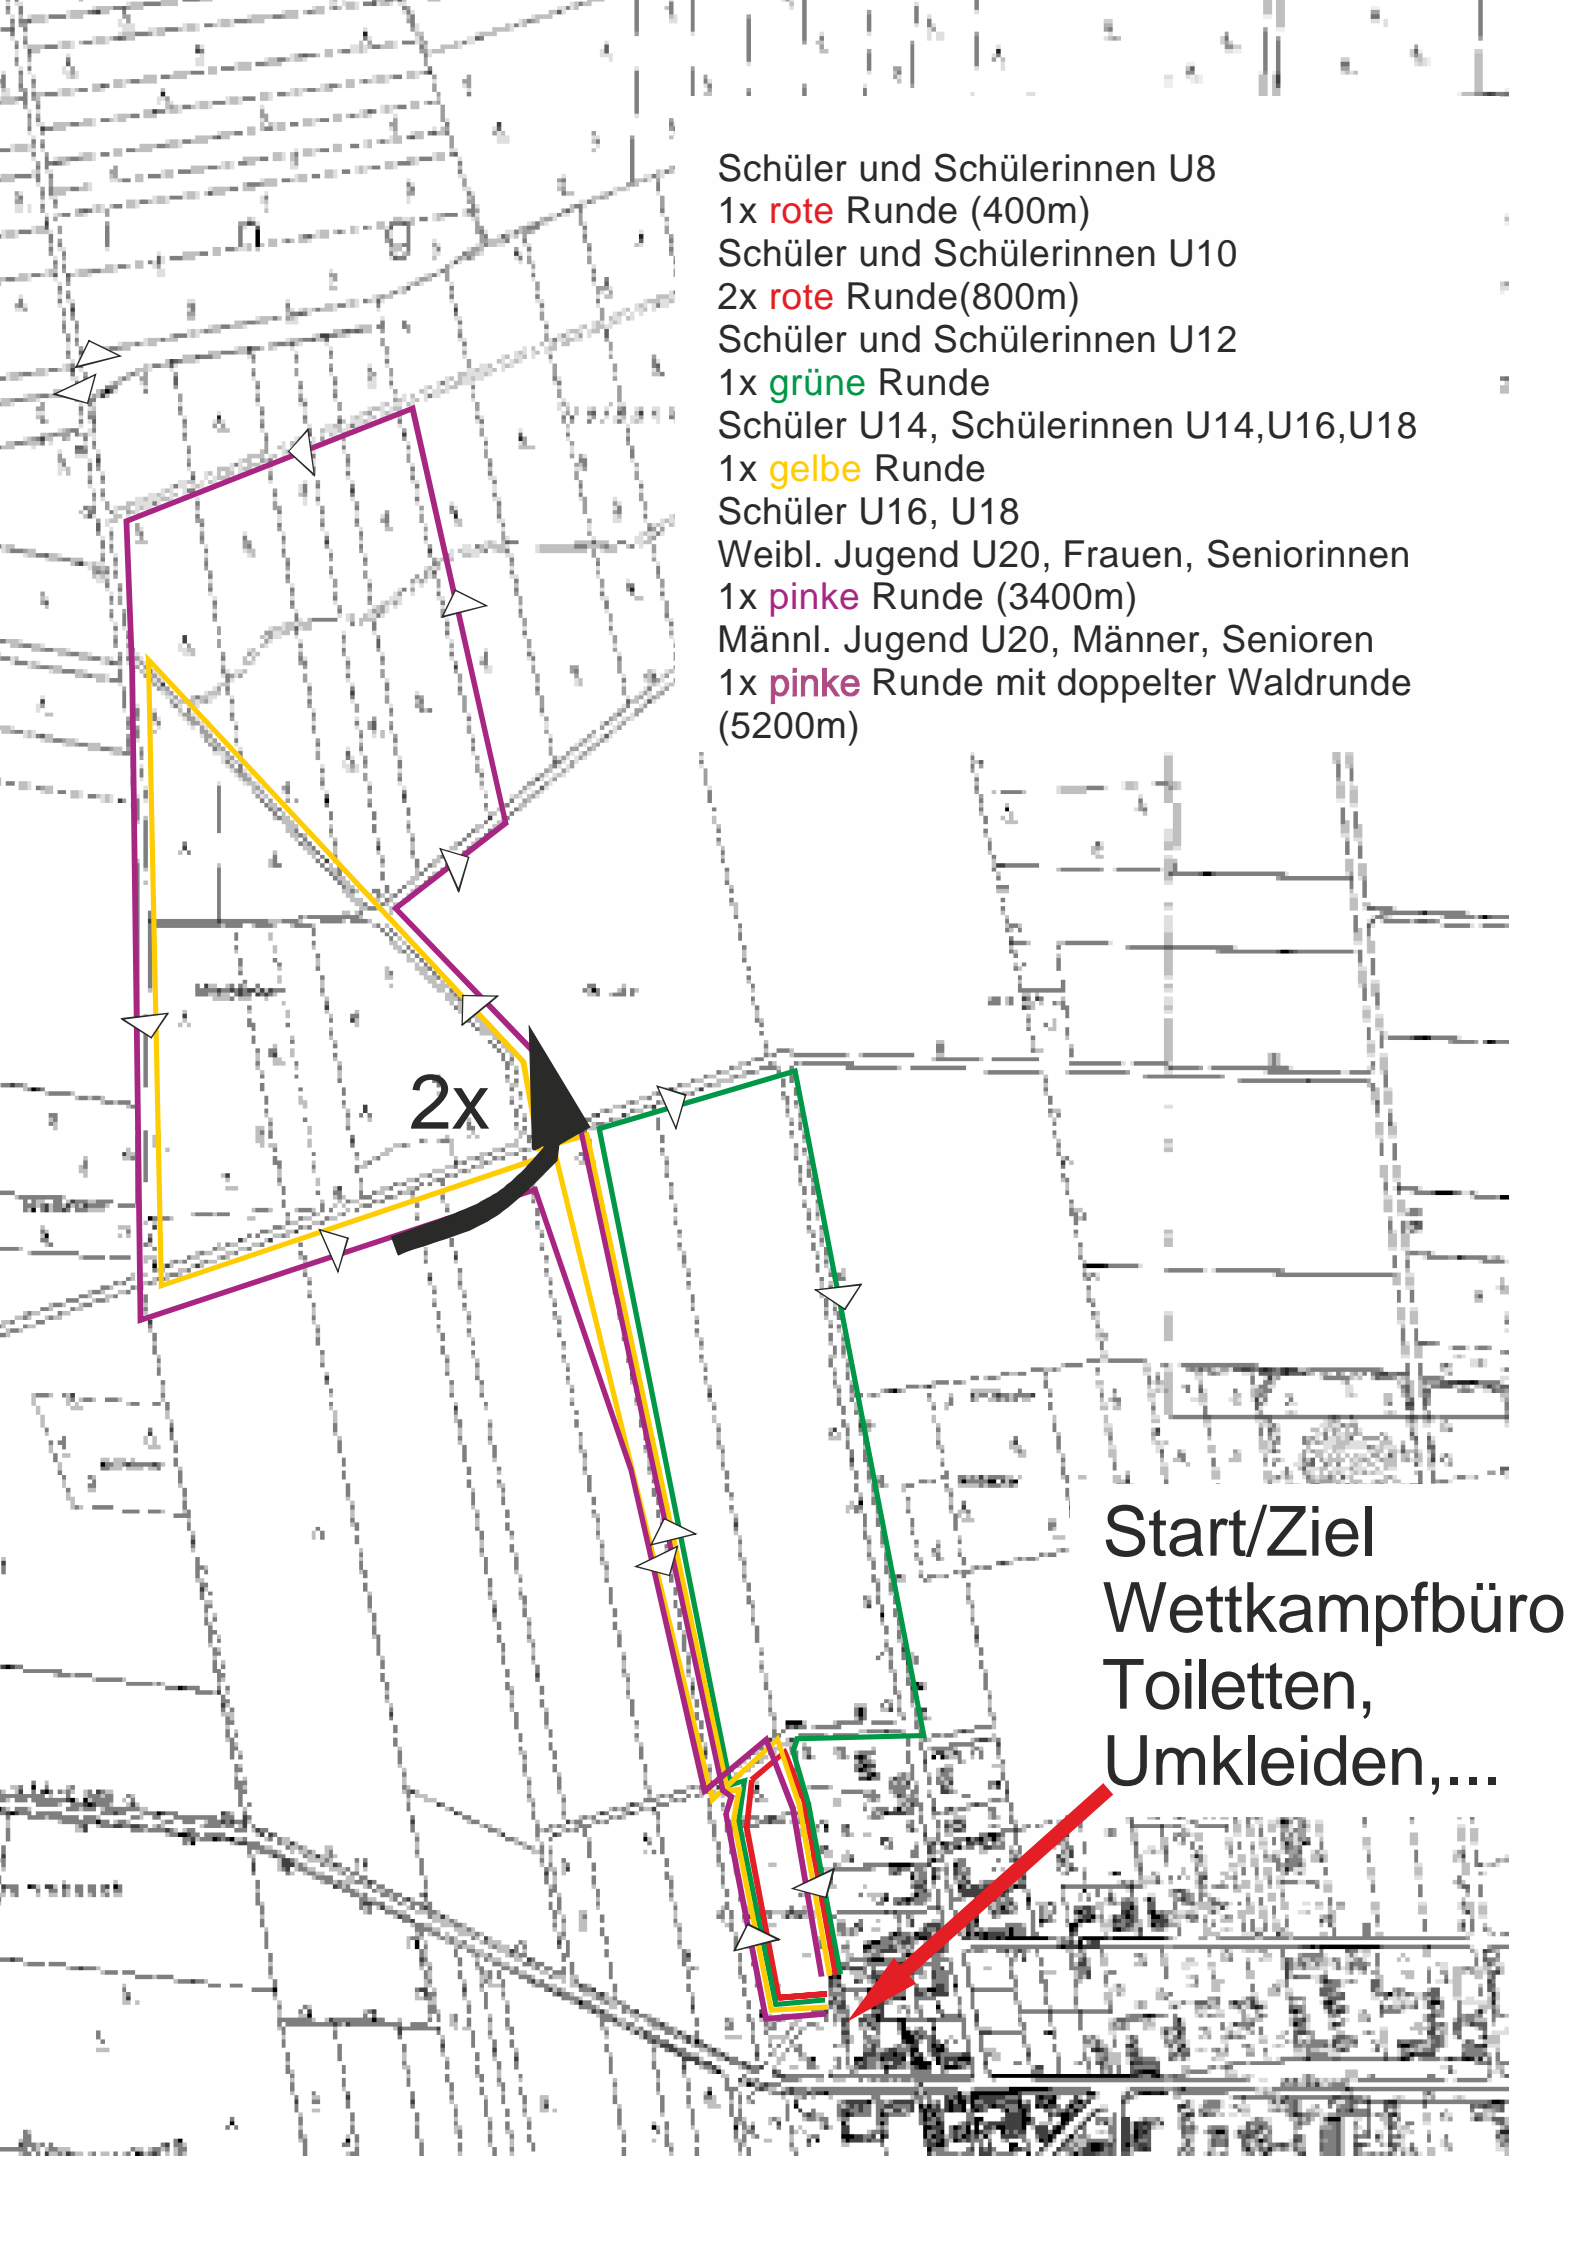 Schüler und Schülerinnen U8
1x rote Runde (400m)
Schüler und Schülerinnen U10
2x rote Runde(800m)
Schüler und Schülerinnen U12
1x grüne Runde
Schüler U14, Schülerinnen U14,U16,U18
1x gelbe Runde
Schüler U16, U18
Weibl. Jugend U20, Frauen, Seniorinnen
1x pinke Runde (3400m)
Männl. Jugend U20, Männer, Senioren
1x pinke Runde mit doppelter Waldrunde
(5200m)
2x
Start/Ziel
Wettkampfbüro
Toiletten,
Umkleiden,...